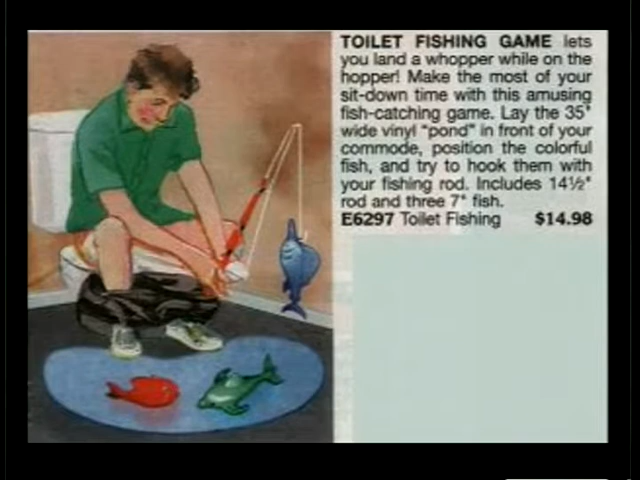 TOILET FISHING GAME lets
you land a whopper while on the
hopper! Make the most of your
sit-down time with this amusing
fish-catching game. Lay the 35"
wide vinyl "pond" in front of your
commode, position the colorful
fish, and try to hook them with
your fishing rod. Includes 14½"
rod and three 7" fish.
E6297 Toilet Fishing $14.98